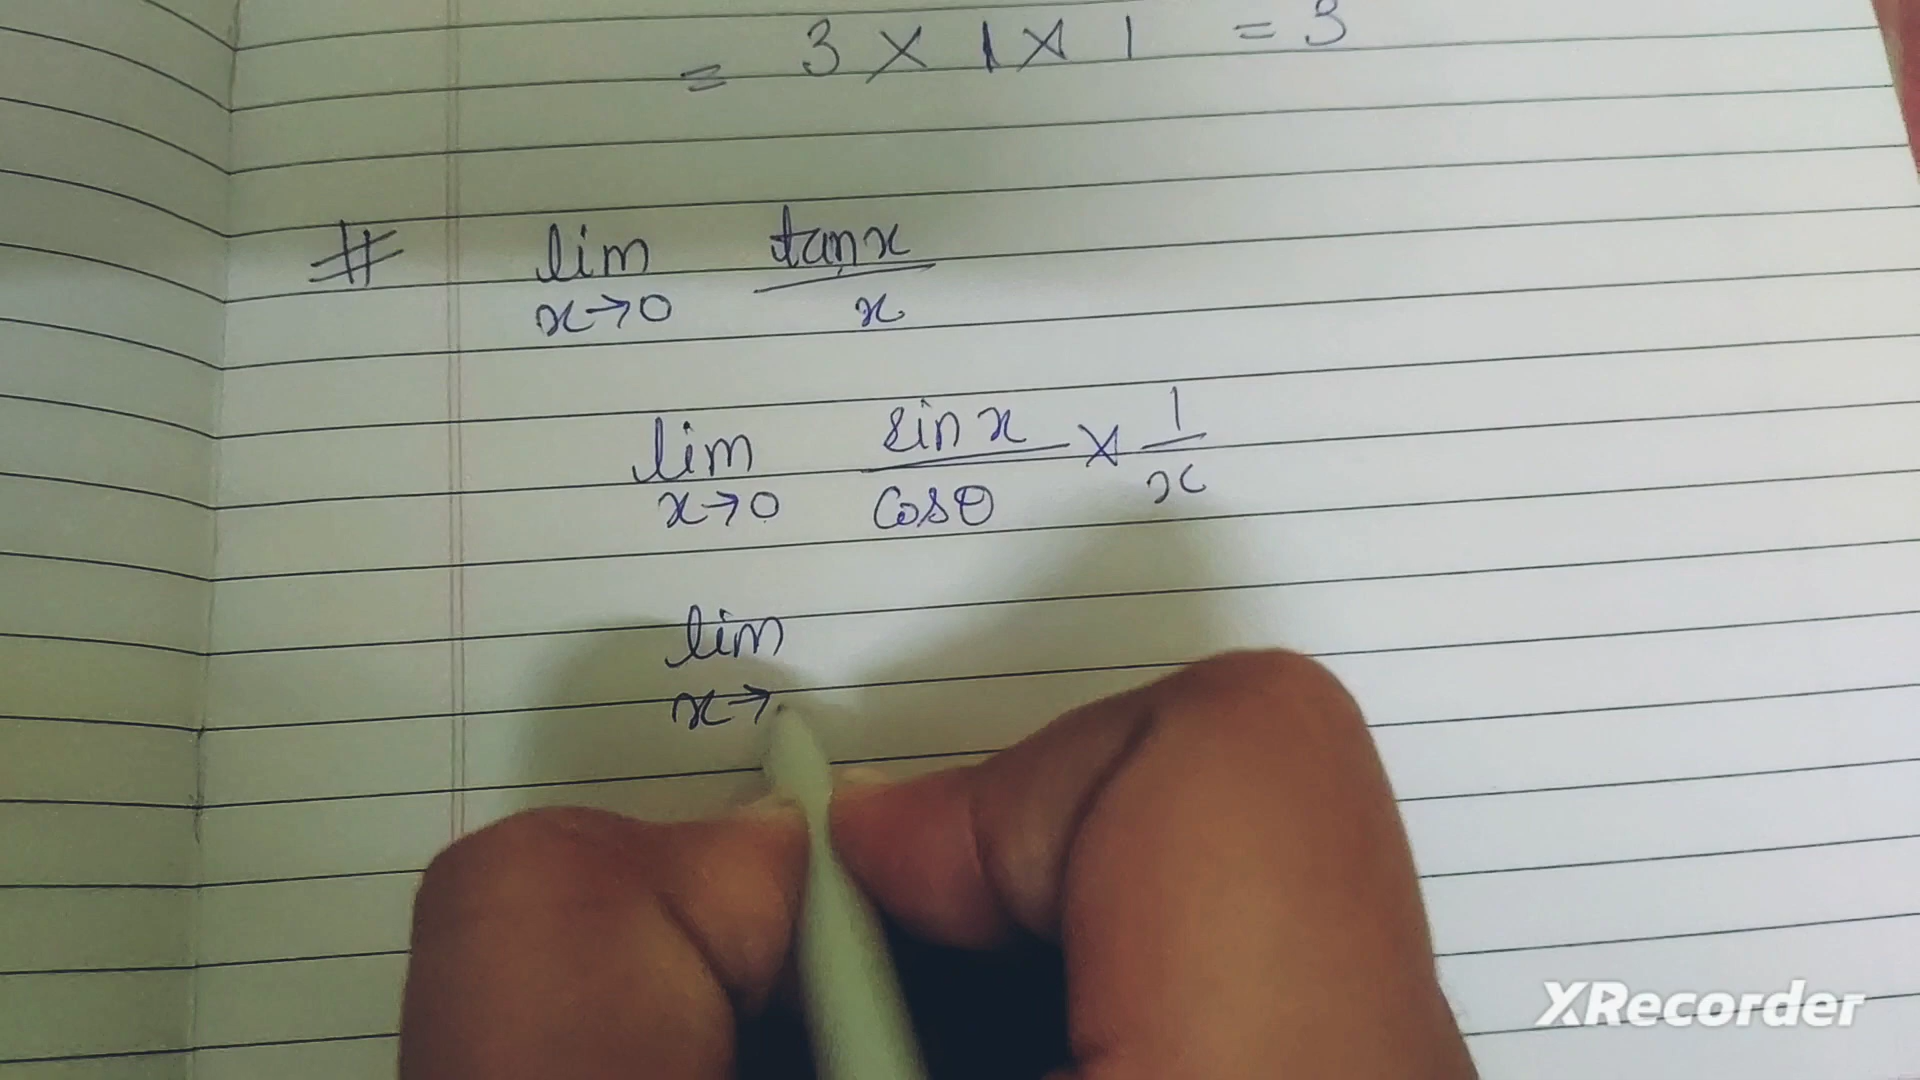 = 3 × 1 × 1 = 3
# lim tanx
x→0 x
lim sin x × 1
x→0 cosθ x
lim
x→
XRecorder